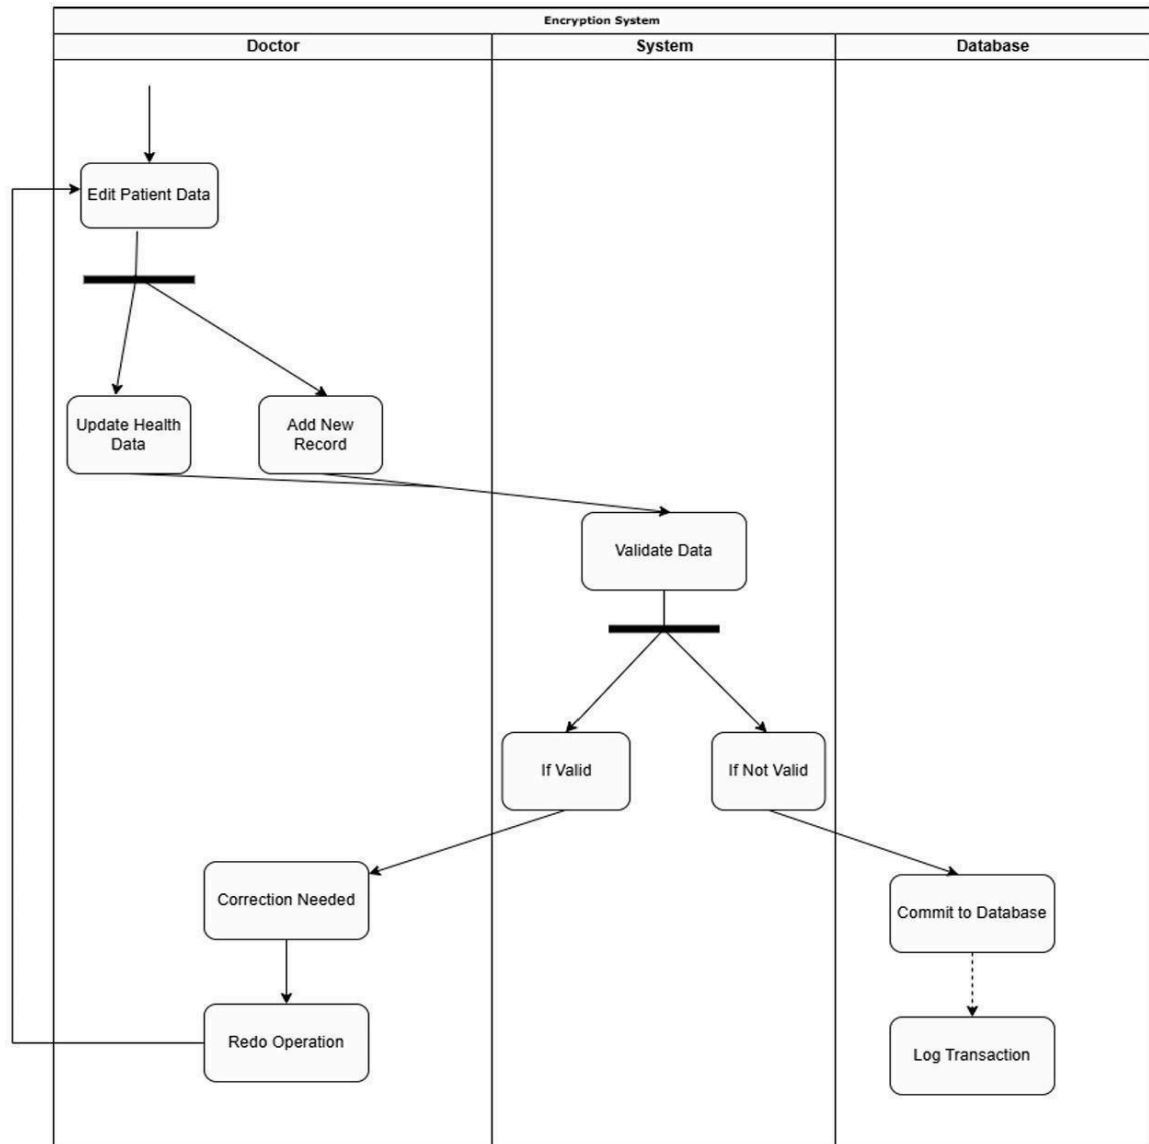 Encryption System
Doctor
System
Database
Edit Patient Data
Update Health
Data
Add New
Record
Validate Data
If Valid
If Not Valid
Correction Needed
Commit to Database
Redo Operation
Log Transaction